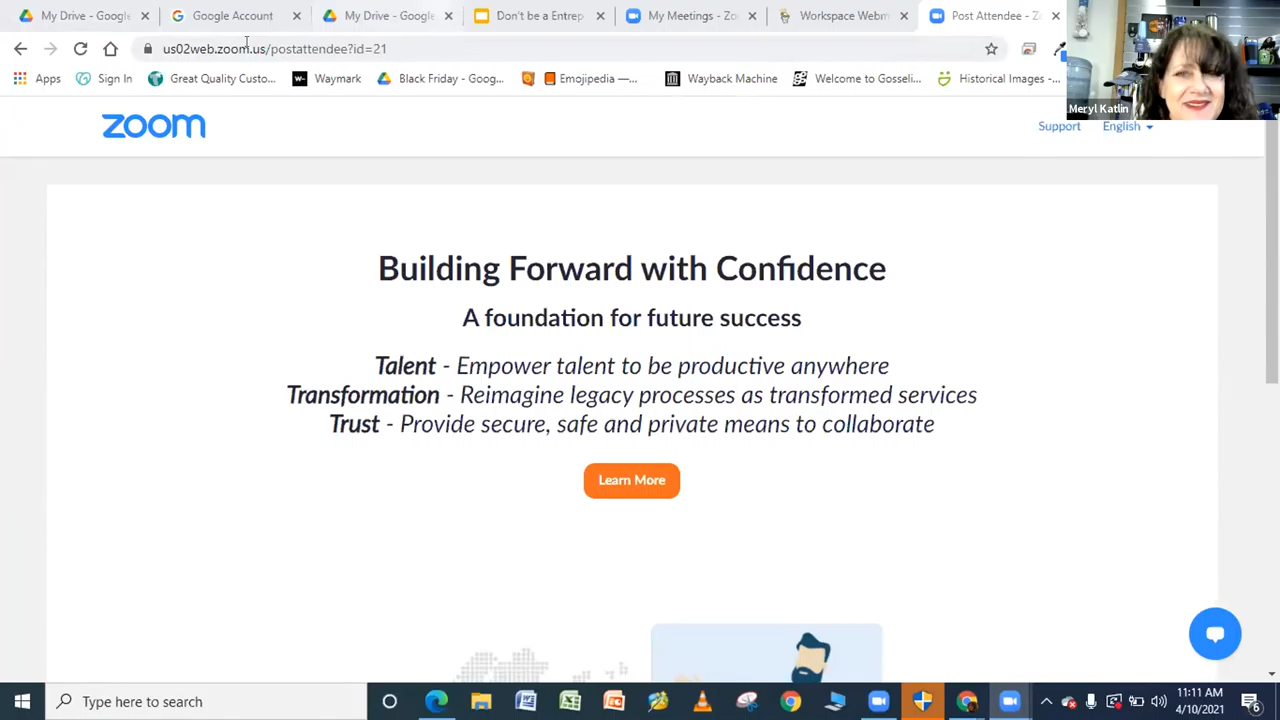 My Drive - Google
Google Account
My Drive - Google
Don't be a Entrep
My Meetings - Zo
Workspace Webm
Post Attendee - Zo
us02web.zoom.us/postattendee?id=21
Apps
Sign In
Great Quality Custo...
Waymark
Black Friday - Goog...
Emojipedia —...
Wayback Machine
Welcome to Gosseli...
Historical Images -...
Meryl Katlin
zoom
Support
English
Building Forward with Confidence
A foundation for future success
Talent - Empower talent to be productive anywhere
Transformation - Reimagine legacy processes as transformed services
Trust - Provide secure, safe and private means to collaborate
Learn More
Type here to search
11:11 AM
4/10/2021
6